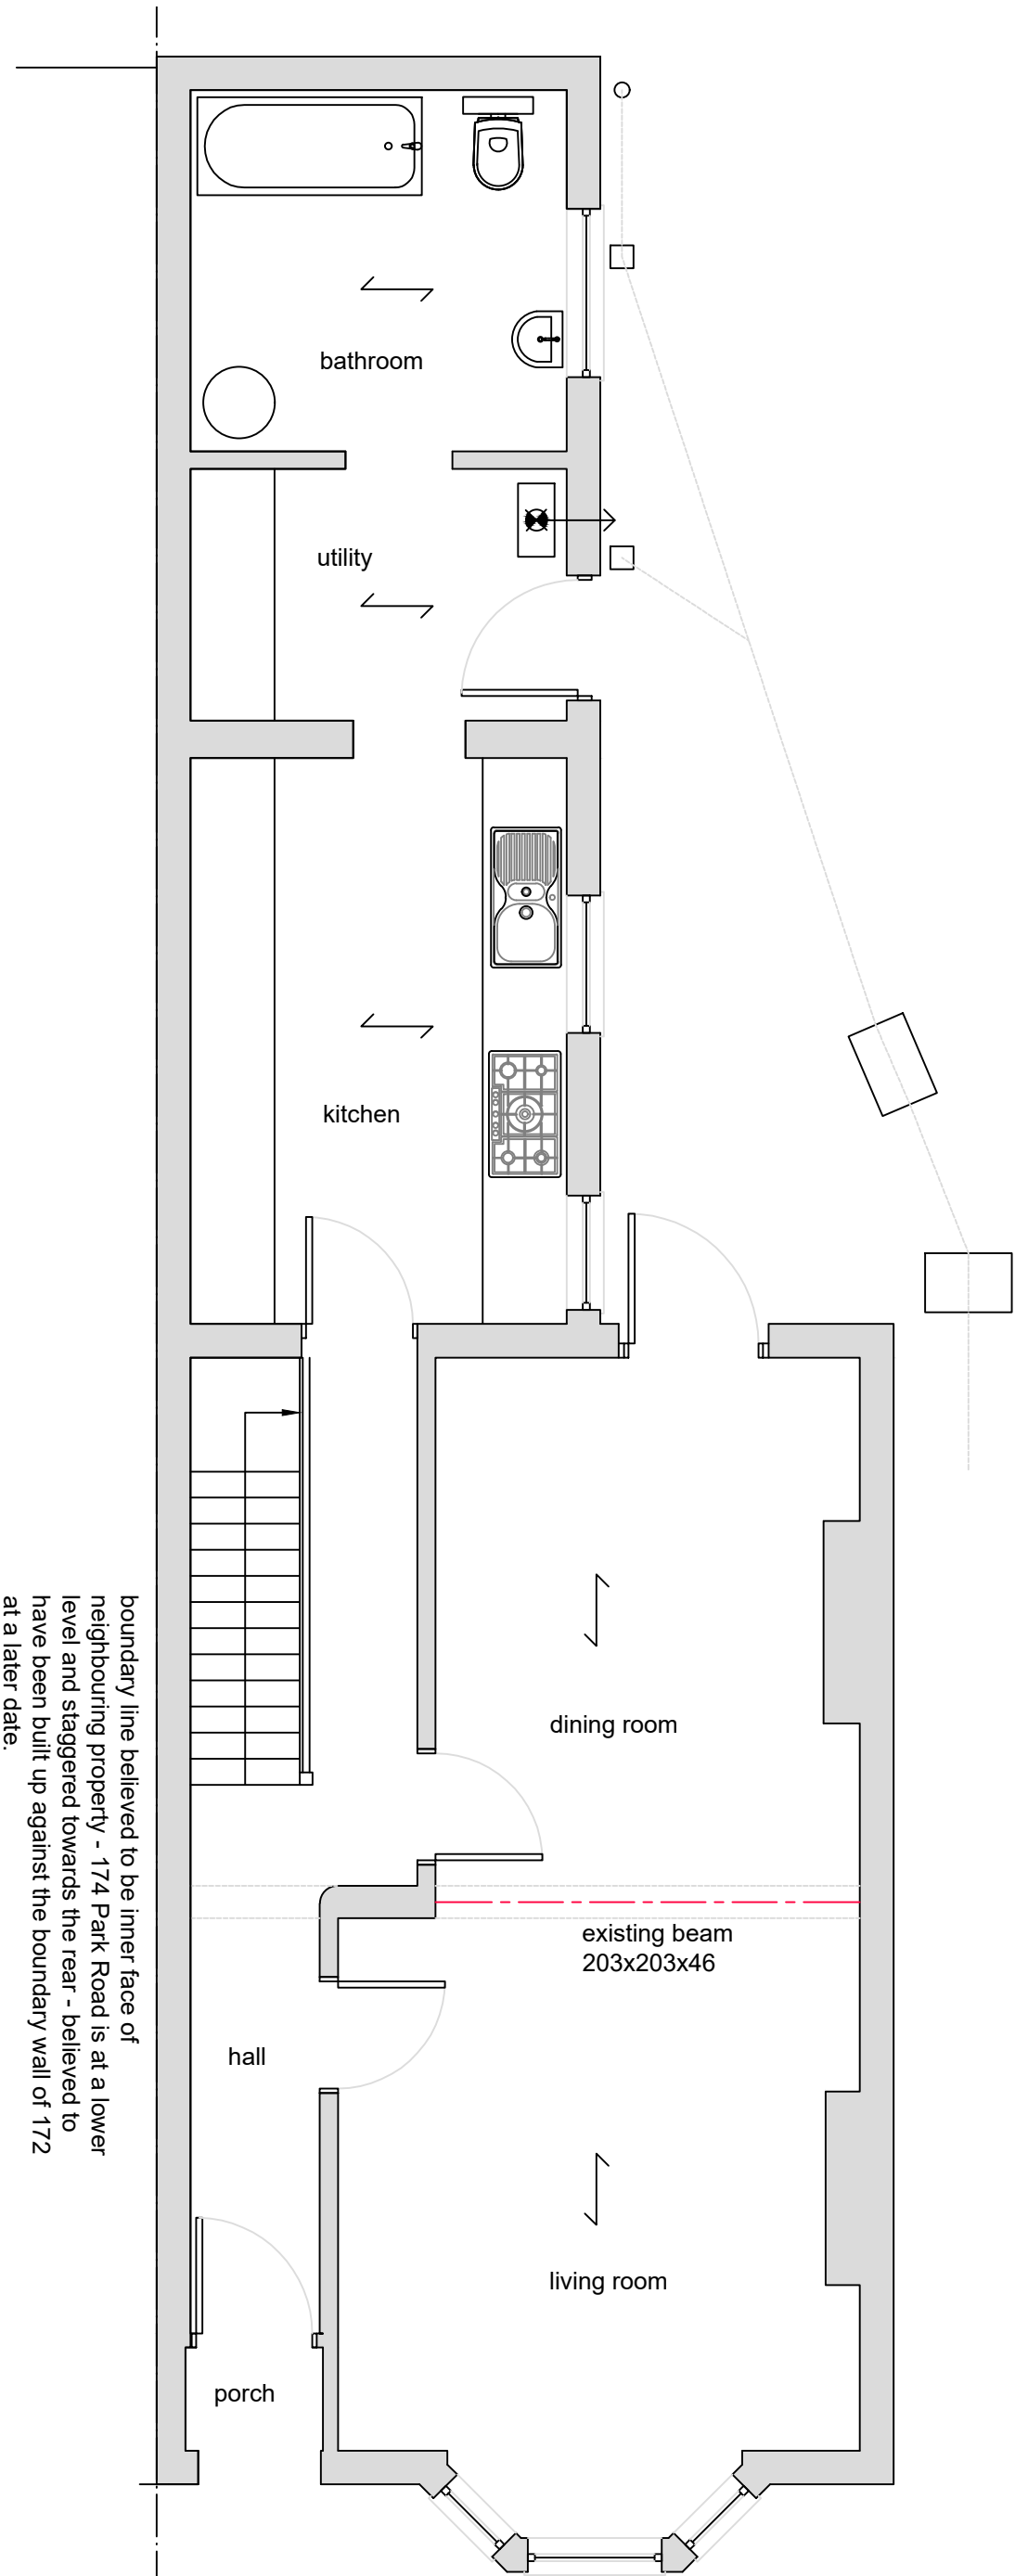 bathroom
utility
kitchen
dining room
existing beam
203x203x46
hall
living room
porch
boundary line believed to be inner face of
neighbouring property - 174 Park Road is at a lower
level and staggered towards the rear - believed to
have been built up against the boundary wall of 172
at a later date.